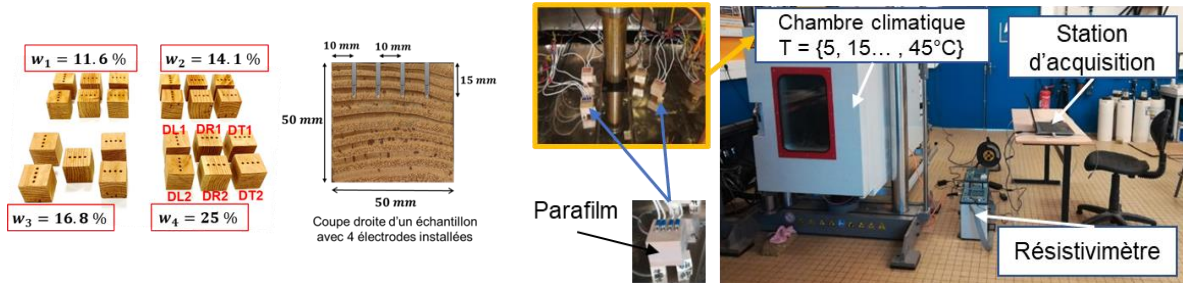 w₁ = 11.6 %
w₂ = 14.1 %
DL1 DR1 DT1
DL2 DR2 DT2
w₃ = 16.8 %
w₄ = 25 %
10 mm
10 mm
15 mm
50 mm
50 mm
Coupe droite d'un échantillon
avec 4 électrodes installées
Parafilm
Chambre climatique
T = {5, 15… , 45°C}
Station
d'acquisition
Résistivimètre